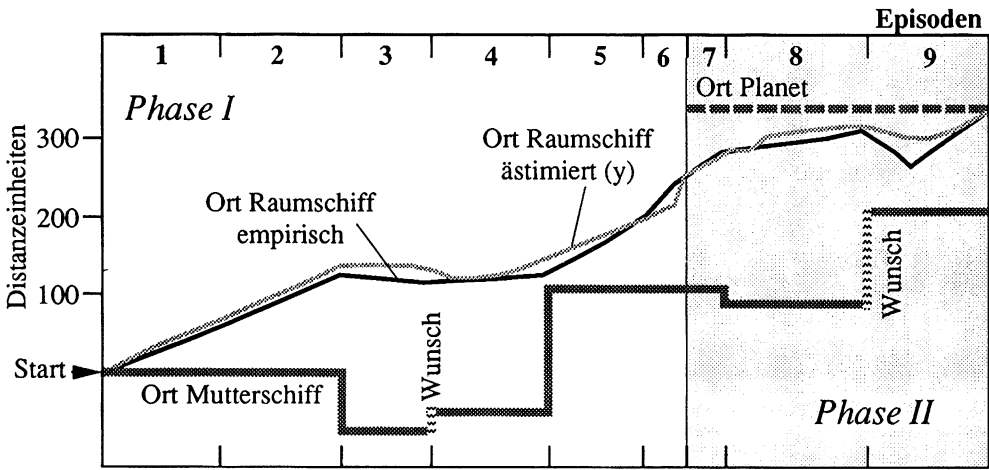 Episoden
1 2 3 4 5 6 7 8 9
Phase I
Ort Planet
Distanzeinheiten
300
200
100
Start
Ort Raumschiff
ästimiert (y)
Ort Raumschiff
empirisch
Wunsch
Wunsch
Ort Mutterschiff
Phase II